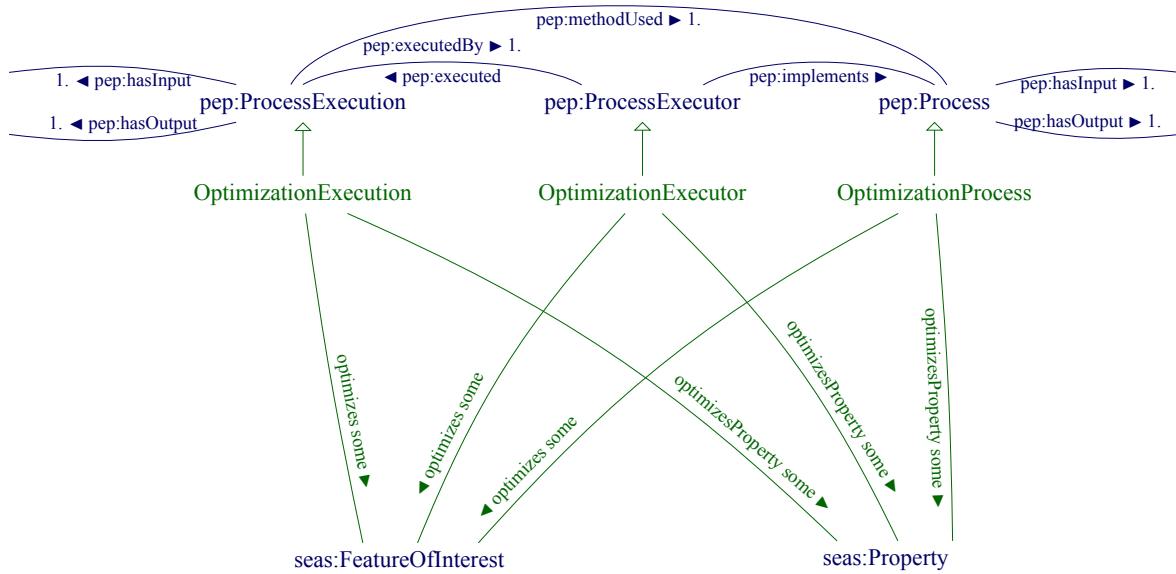 pep:methodUsed ► 1.
pep:executedBy ► 1.
1. ◄ pep:hasInput
◄ pep:executed
pep:implements ►
pep:hasInput ► 1.
pep:ProcessExecution
pep:ProcessExecutor
pep:Process
1. ◄ pep:hasOutput
pep:hasOutput ► 1.
OptimizationExecution
OptimizationExecutor
OptimizationProcess
optimizes some ►
◄ optimizes some
◄ optimizes some
optimizesProperty some ►
optimizesProperty some ►
optimizesProperty some ►
seas:FeatureOfInterest
seas:Property